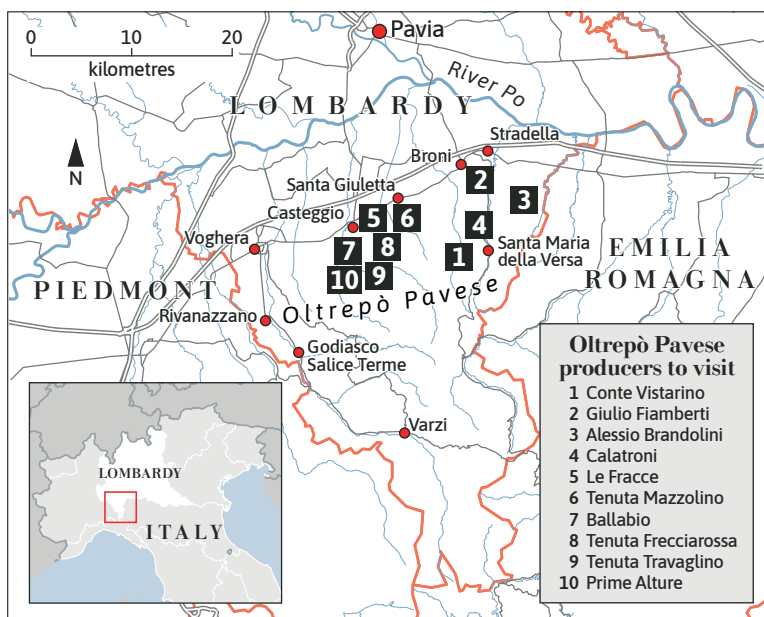 0 10 20
kilometres
Pavia
River Po
LOMBARDY
Stradella
Broni
N
2
Santa Giuletta
3
Casteggio
5 6
4
Voghera
7 8
1
Santa Maria
della Versa
EMILIA
ROMAGNA
10 9
PIEDMONT
Oltrepò Pavese
Rivanazzano
Godiasco
Salice Terme
Varzi
LOMBARDY
ITALY
Oltrepò Pavese
producers to visit
1 Conte Vistarino
2 Giulio Fiamberti
3 Alessio Brandolini
4 Calatroni
5 Le Fracce
6 Tenuta Mazzolino
7 Ballabio
8 Tenuta Frecciarossa
9 Tenuta Travaglino
10 Prime Alture